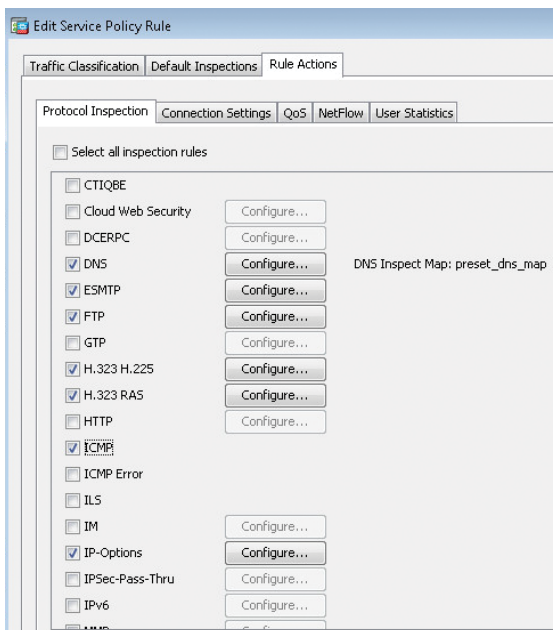 Edit Service Policy Rule
Traffic Classification Default Inspections Rule Actions
Protocol Inspection Connection Settings QoS NetFlow User Statistics
Select all inspection rules
CTIQBE
Cloud Web Security Configure...
DCERPC Configure...
DNS Configure... DNS Inspect Map: preset_dns_map
ESMTP Configure...
FTP Configure...
GTP Configure...
H.323 H.225 Configure...
H.323 RAS Configure...
HTTP Configure...
ICMP
ICMP Error
ILS
IM Configure...
IP-Options Configure...
IPSec-Pass-Thru Configure...
IPv6 Configure...